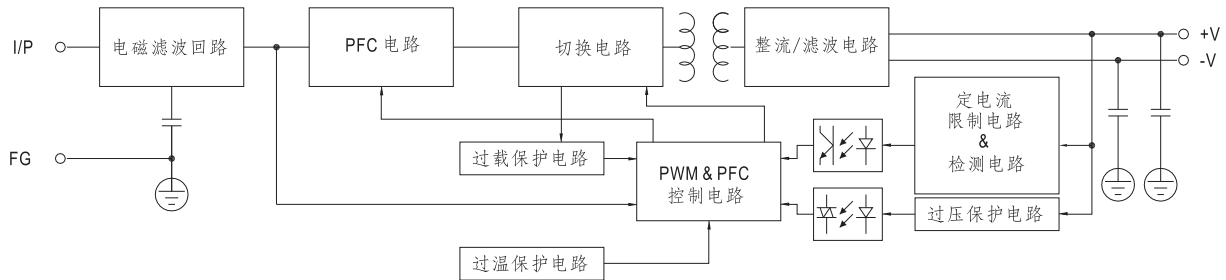 I/P
电磁滤波回路
PFC 电路
切换电路
整流/滤波电路
+V
-V
定电流
限制电路
&
检测电路
FG
过载保护电路
PWM & PFC
控制电路
过压保护电路
过温保护电路